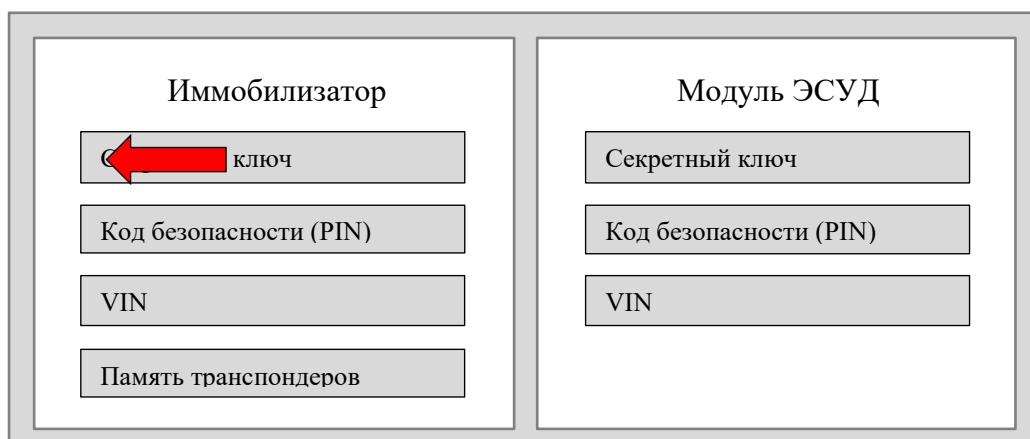 Иммобилизатор
ключ
Код безопасности (PIN)
VIN
Память транспондеров
Модуль ЭСУД
Секретный ключ
Код безопасности (PIN)
VIN